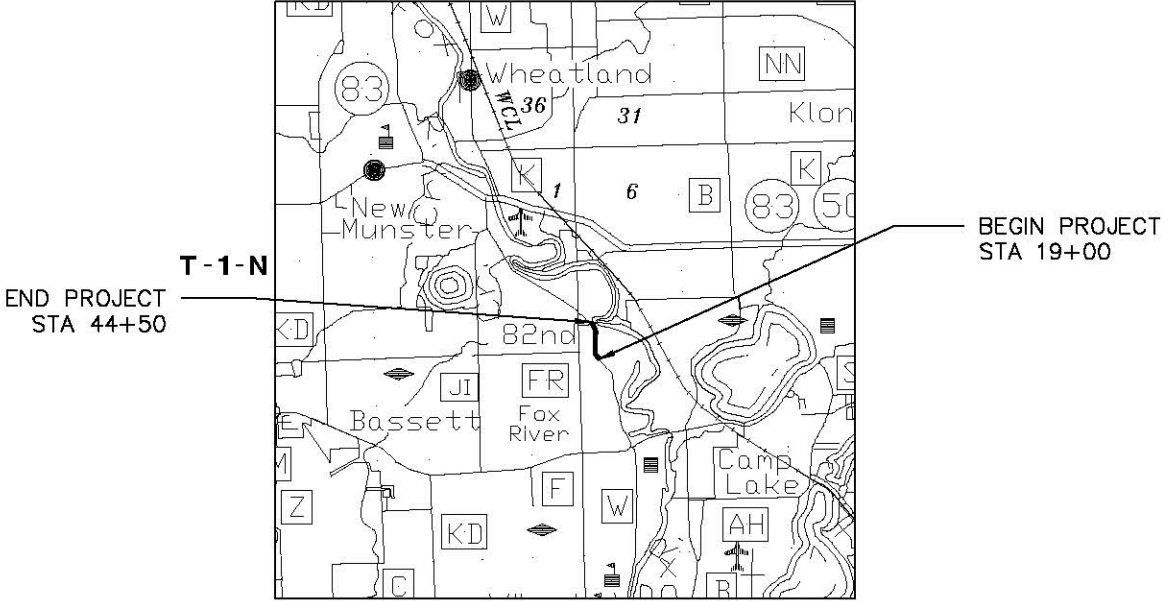 KD
W
NN
Wheatland
83
WCL
36
31
Klon
K
1
6
B
K
83
50
New
Munster
BEGIN PROJECT
STA 19+00
T-1-N
END PROJECT
STA 44+50
KD
82nd
JI
FR
Bassett
Fox
River
E
M
Z
F
W
Camp
Lake
KD
AH
C